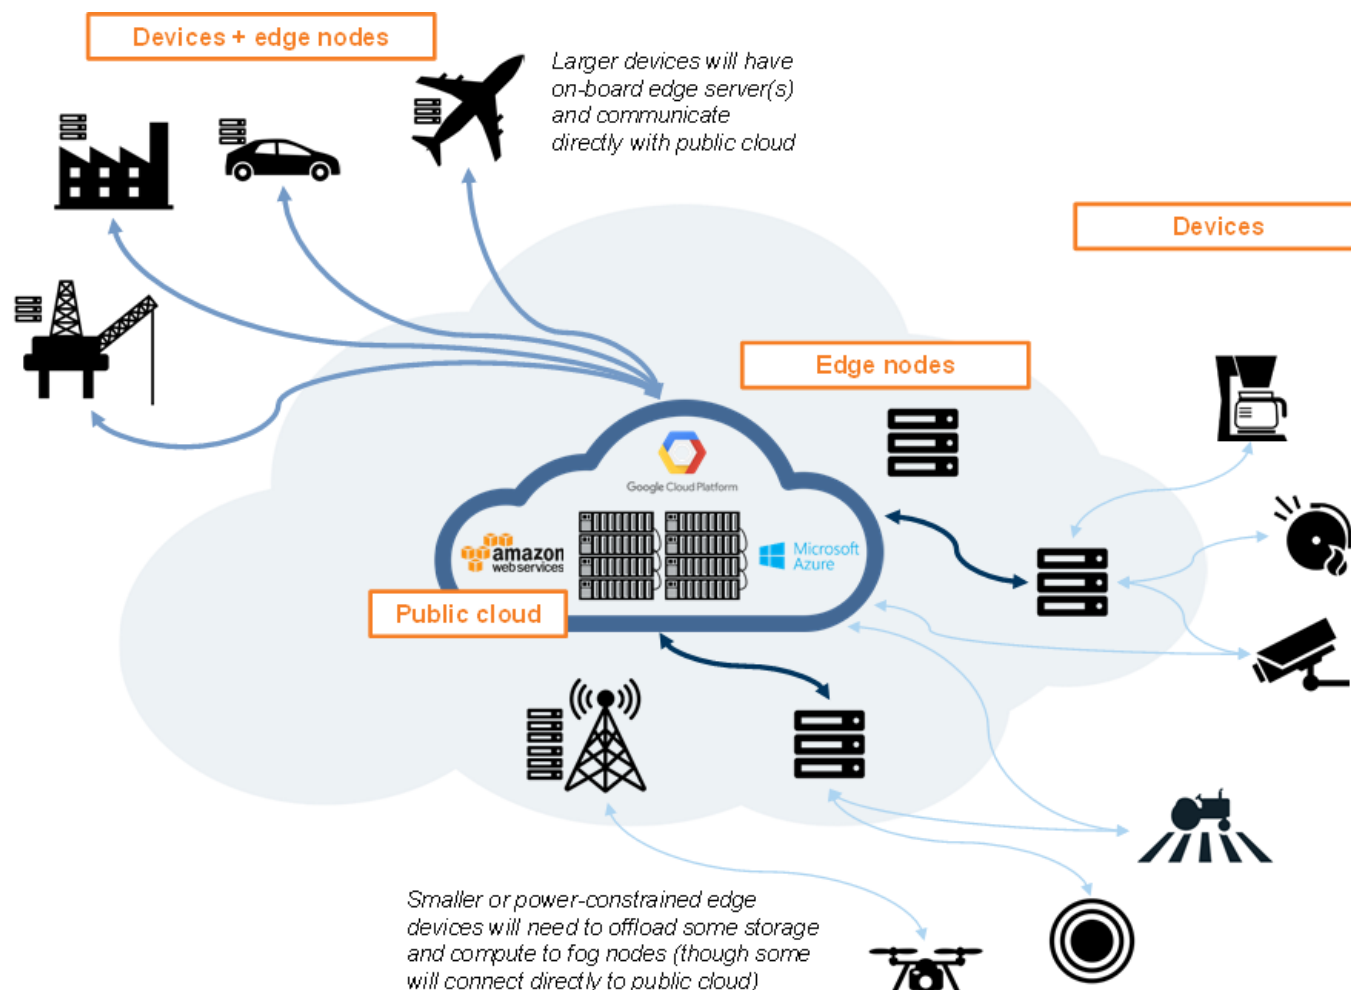 Devices + edge nodes
Larger devices will have
on-board edge server(s)
and communicate
directly with public cloud
Devices
Edge nodes
Google Cloud Platform
amazon
web services
Microsoft
Azure
Public cloud
Smaller or power-constrained edge
devices will need to offload some storage
and compute to fog nodes (though some
will connect directly to public cloud)